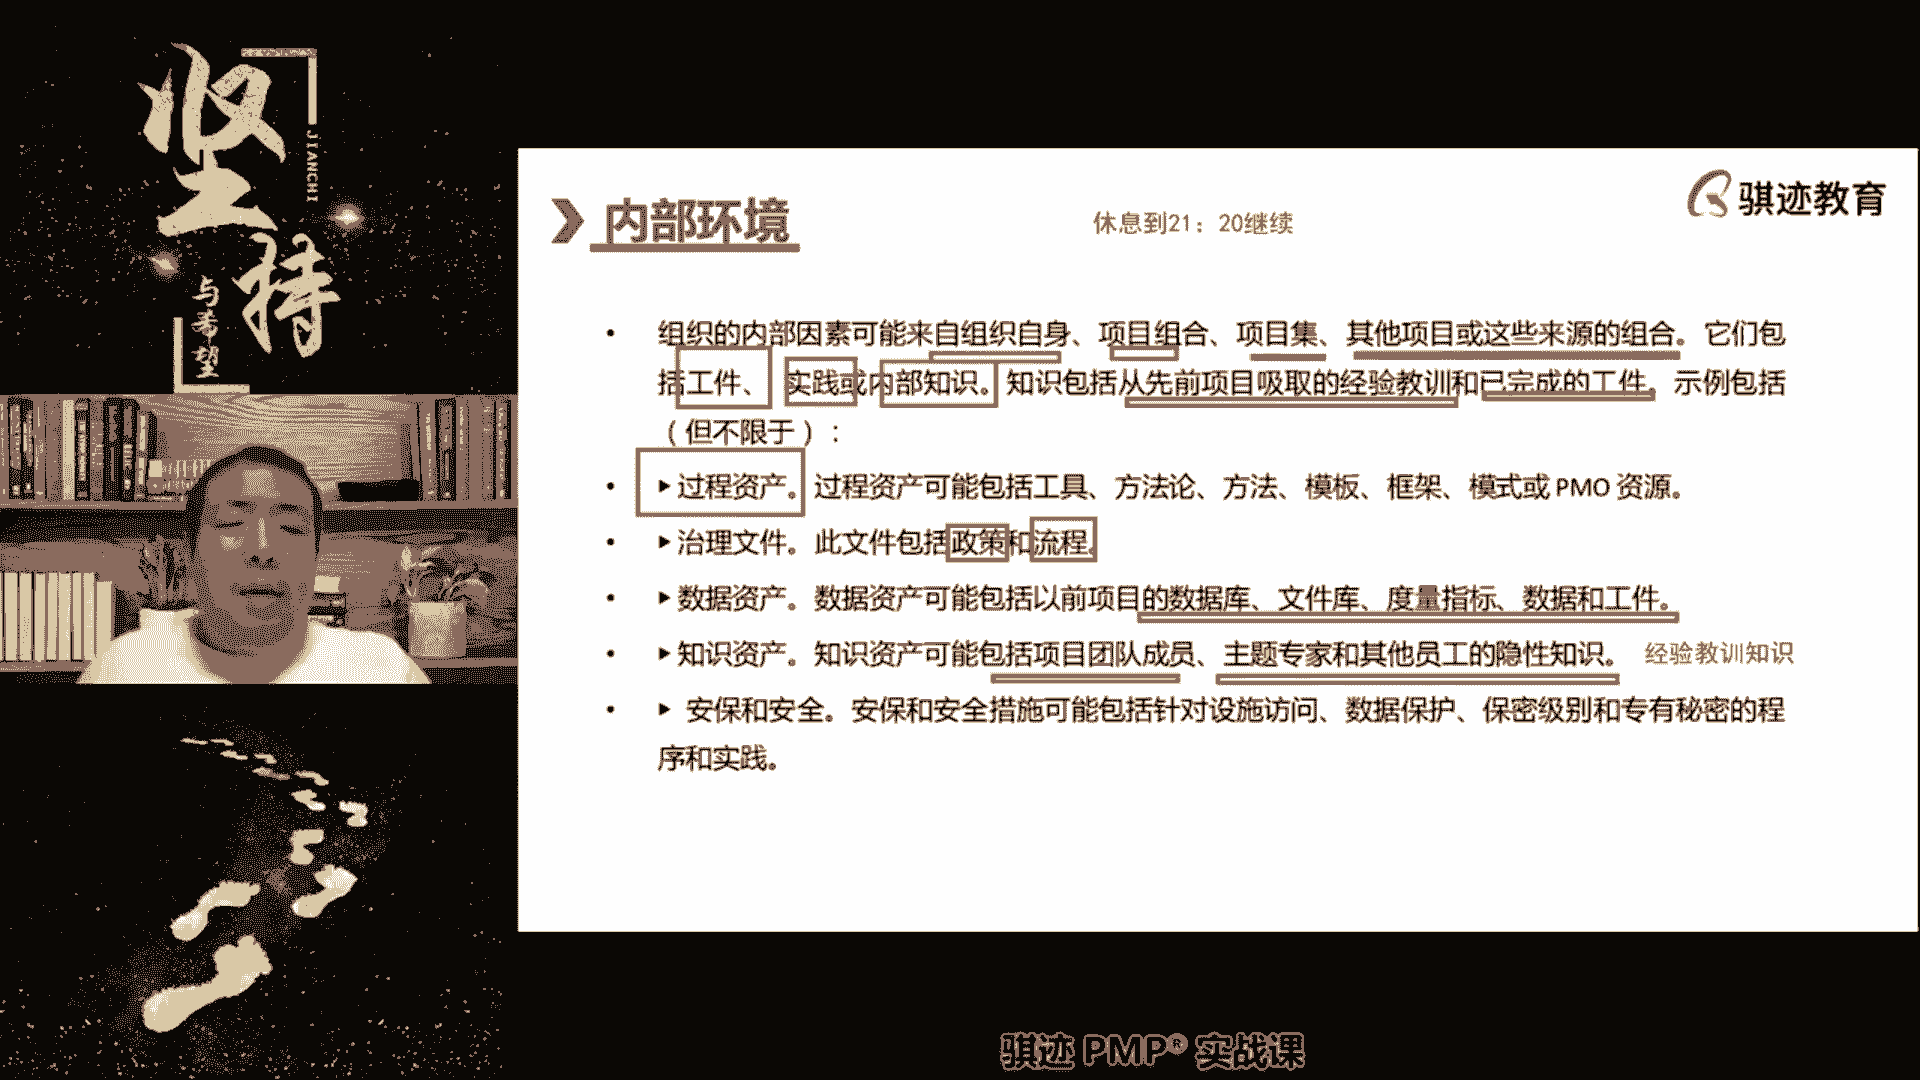 坚持
JIANCHI
与希望
内部环境
休息到21：20继续
骐迹教育
• 组织的内部因素可能来自组织自身、项目组合、项目集、其他项目或这些来源的组合。它们包
括工件、 实践或内部知识。知识包括从先前项目吸取的经验教训和已完成的工件。示例包括
（但不限于）：
• ▸过程资产。过程资产可能包括工具、方法论、方法、模板、框架、模式或 PMO 资源。
• ▸治理文件。此文件包括政策和流程。
• ▸数据资产。数据资产可能包括以前项目的数据库、文件库、度量指标、数据和工件。
• ▸知识资产。知识资产可能包括项目团队成员、主题专家和其他员工的隐性知识。 经验教训知识
• ▸ 安保和安全。安保和安全措施可能包括针对设施访问、数据保护、保密级别和专有秘密的程
序和实践。
骐迹 PMP® 实战课